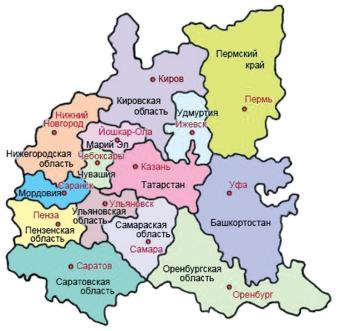 Пермский
край
Киров
Кировская
область
Пермь
Удмуртия
Ижевск
Нижний
Новгород
Йошкар-Ола
Марий Эл
Нижегородская
область
Чебоксары
Чувашия
Казань
Татарстан
Саранск
Мордовия
Уфа
Ульяновск
Ульяновская
область
Пенза
Пензенская
область
Самарская
область
Самара
Башкортостан
Саратов
Саратовская
область
Оренбургская
область
Оренбург